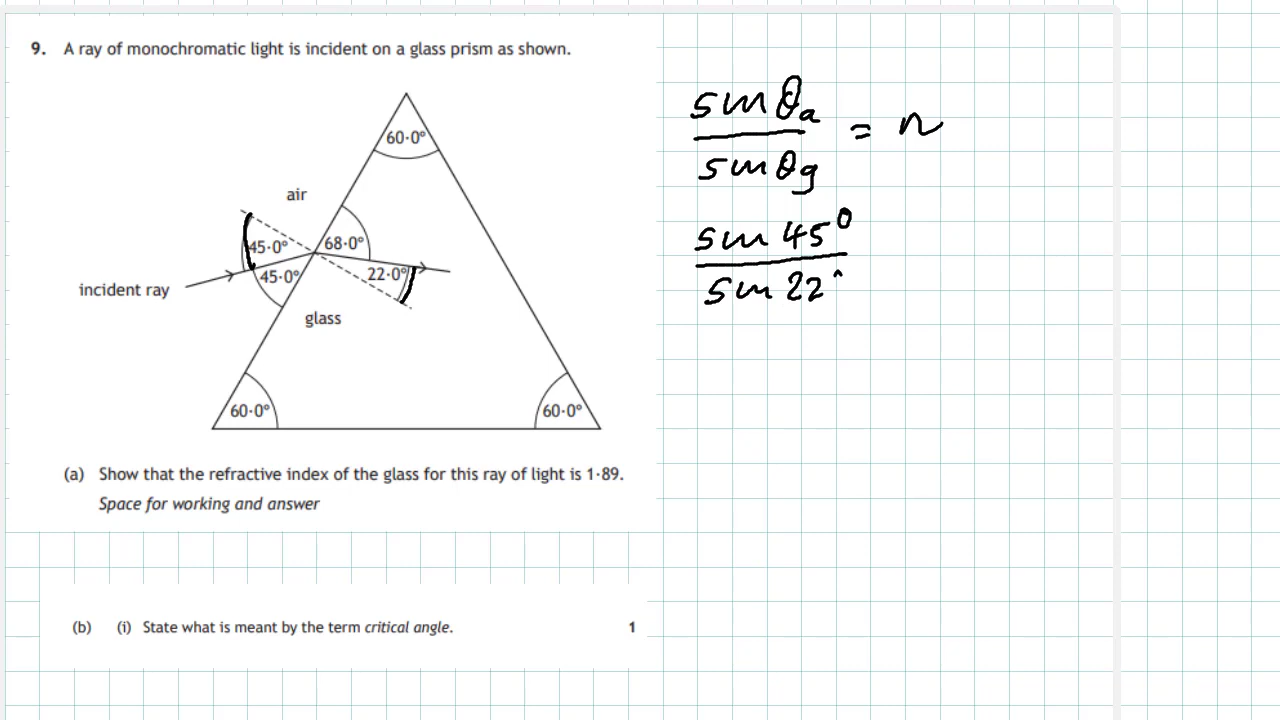 9. A ray of monochromatic light is incident on a glass prism as shown.
60·0°
air
45·0° 68·0°
45·0° 22·0°
incident ray
glass
60·0° 60·0°
(a) Show that the refractive index of the glass for this ray of light is 1·89.
Space for working and answer
(b) (i) State what is meant by the term critical angle. 1
sin θa
= n
sin θg
sin 45°
sin 22°